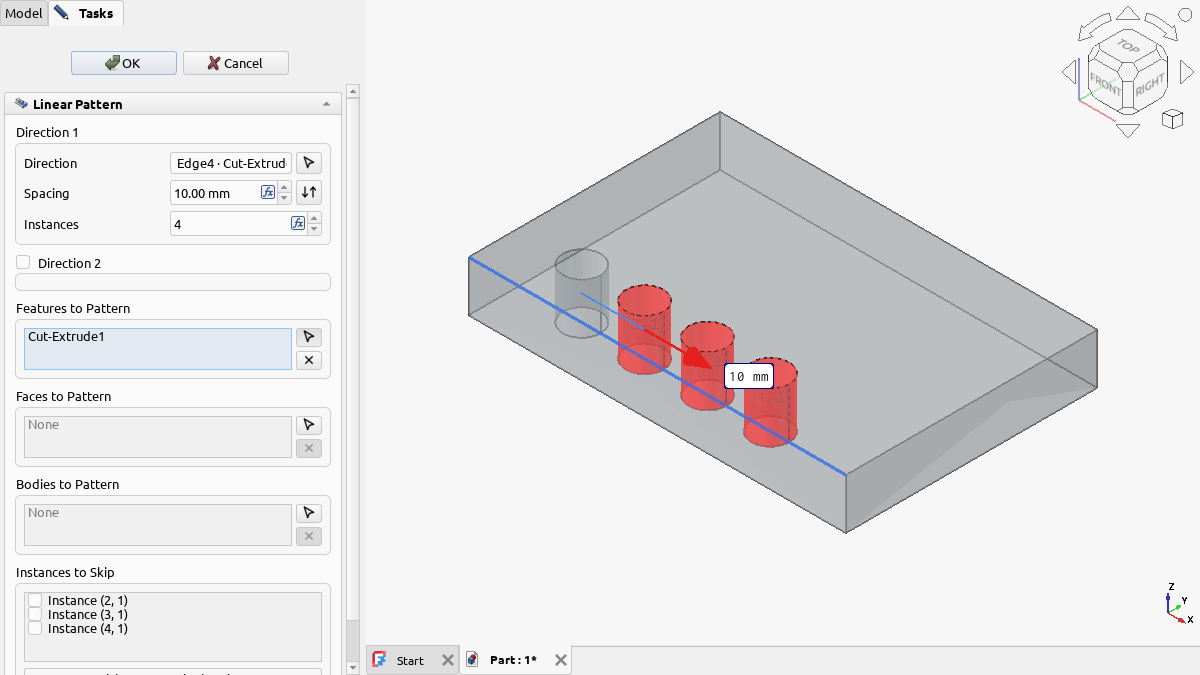 Model
Tasks
OK
Cancel
Linear Pattern
Direction 1
Direction
Edge4 · Cut-Extrud
Spacing
10.00 mm
Instances
4
Direction 2
Features to Pattern
Cut-Extrude1
Faces to Pattern
None
Bodies to Pattern
None
Instances to Skip
Instance (2, 1)
Instance (3, 1)
Instance (4, 1)
10 mm
TOP
FRONT
RIGHT
Z
Y
X
Start
Part : 1*